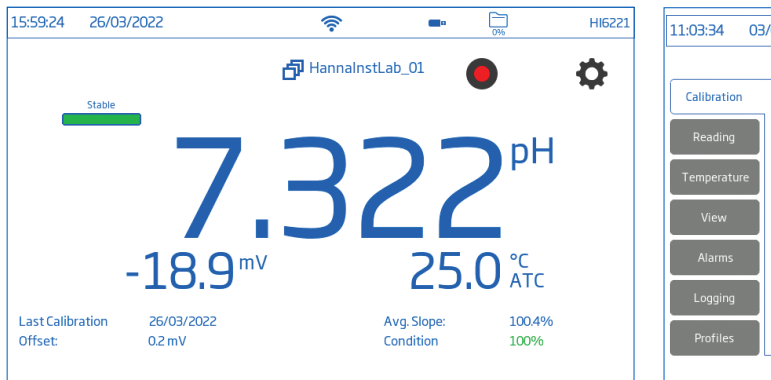 15:59:24 26/03/2022 0% HI6221
HannaInstLab_01
Stable
7.322 pH
-18.9 mV 25.0 °C ATC
Last Calibration 26/03/2022 Avg. Slope: 100.4%
Offset: 0.2 mV Condition 100%
11:03:34 03/
Calibration
Reading
Temperature
View
Alarms
Logging
Profiles